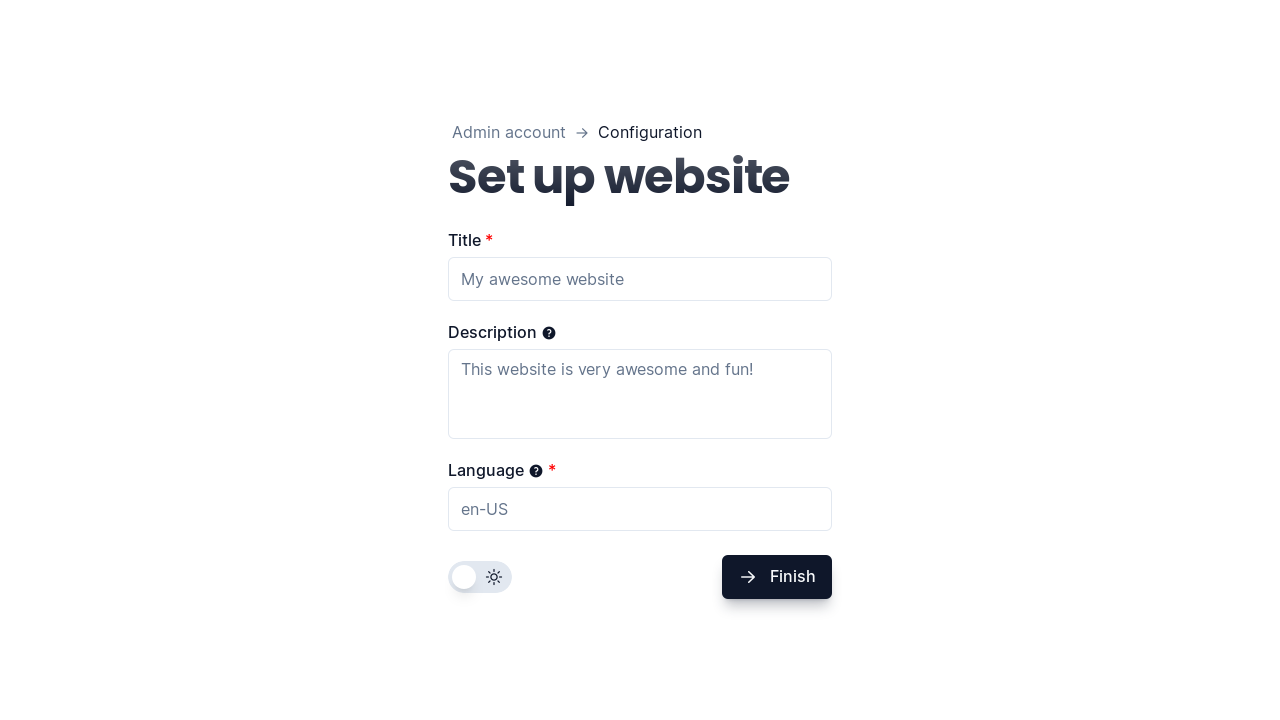 Admin account → Configuration
Set up website
Title *
My awesome website
Description ?
This website is very awesome and fun!
Language ? *
en-US
→ Finish